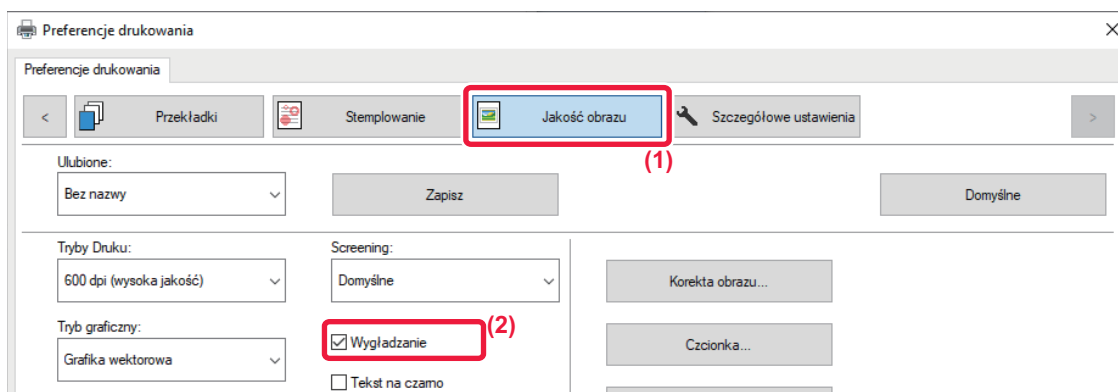 Preferencje drukowania
Preferencje drukowania
< Przekładki Stemplowanie Jakość obrazu Szczegółowe ustawienia >
(1)
Ulubione:
Bez nazwy Zapisz Domyślne
Tryby Druku: Screening:
600 dpi (wysoka jakość) Domyślne Korekta obrazu...
Tryb graficzny: (2)
Grafika wektorowa Wygładzanie Czcionka...
Tekst na czarno